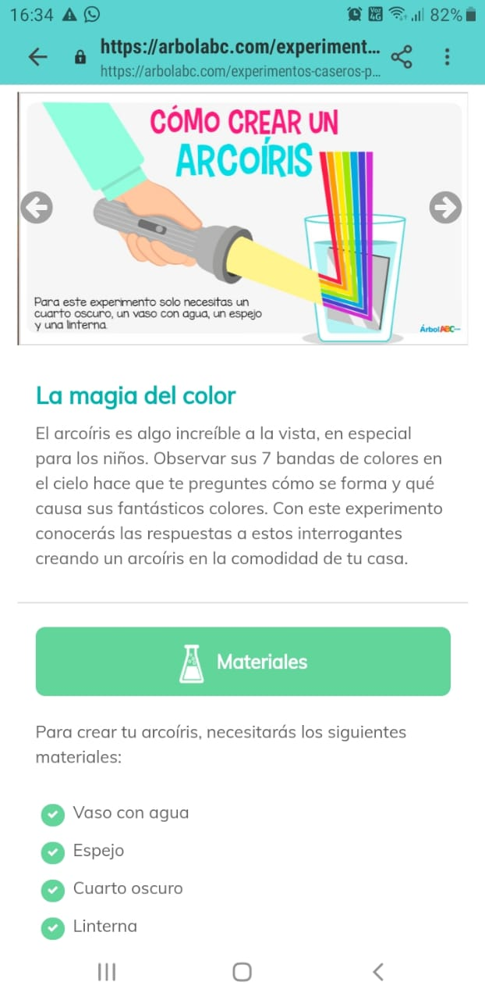 16:34
Voz
4G
82%
https://arbolabc.com/experiment...
https://arbolabc.com/experimentos-caseros-p...
CÓMO CREAR UN
ARCOÍRIS
Para este experimento solo necesitas un
cuarto oscuro, un vaso con agua, un espejo
y una linterna.
ÁrbolABC
La magia del color
El arcoíris es algo increíble a la vista, en especial
para los niños. Observar sus 7 bandas de colores en
el cielo hace que te preguntes cómo se forma y qué
causa sus fantásticos colores. Con este experimento
conocerás las respuestas a estos interrogantes
creando un arcoíris en la comodidad de tu casa.
Materiales
Para crear tu arcoíris, necesitarás los siguientes
materiales:
Vaso con agua
Espejo
Cuarto oscuro
Linterna